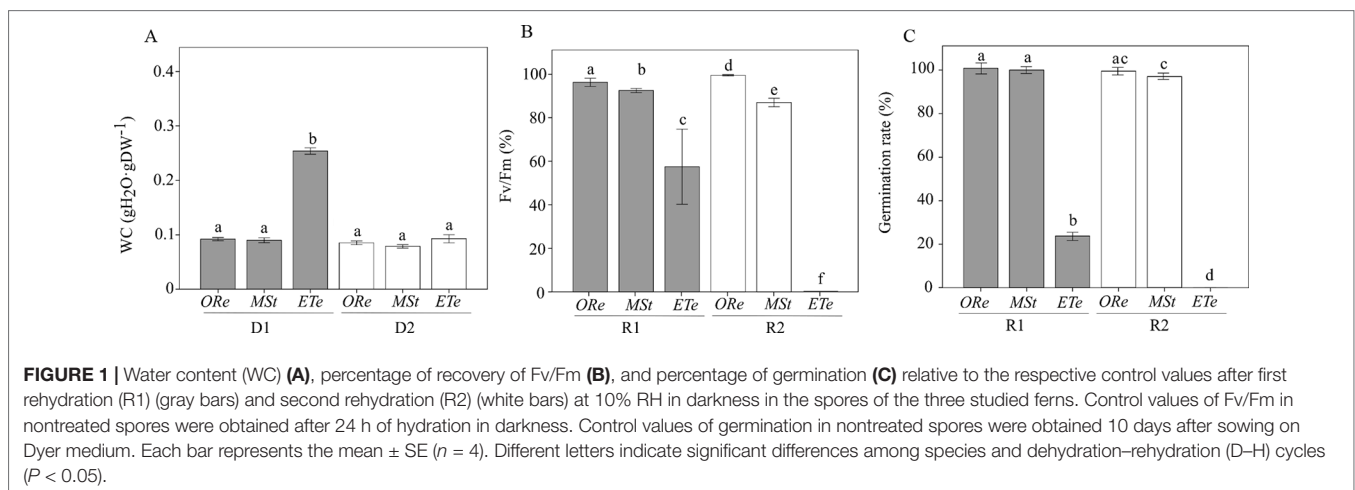 A
B
C
a a b a a a
a b c d e f
a a b ac c d
WC (gH₂O·gDW⁻¹)
0.4
0.3
0.2
0.1
0
Fv/Fm (%)
100
80
60
40
20
0
Germination rate (%)
100
80
60
40
20
0
ORe MSt ETe ORe MSt ETe
D1 D2
ORe MSt ETe ORe MSt ETe
R1 R2
ORe MSt ETe ORe MSt ETe
R1 R2
FIGURE 1 | Water content (WC) (A), percentage of recovery of Fv/Fm (B), and percentage of germination (C) relative to the respective control values after first
rehydration (R1) (gray bars) and second rehydration (R2) (white bars) at 10% RH in darkness in the spores of the three studied ferns. Control values of Fv/Fm in
nontreated spores were obtained after 24 h of hydration in darkness. Control values of germination in nontreated spores were obtained 10 days after sowing on
Dyer medium. Each bar represents the mean ± SE (n = 4). Different letters indicate significant differences among species and dehydration–rehydration (D–H) cycles
(P < 0.05).